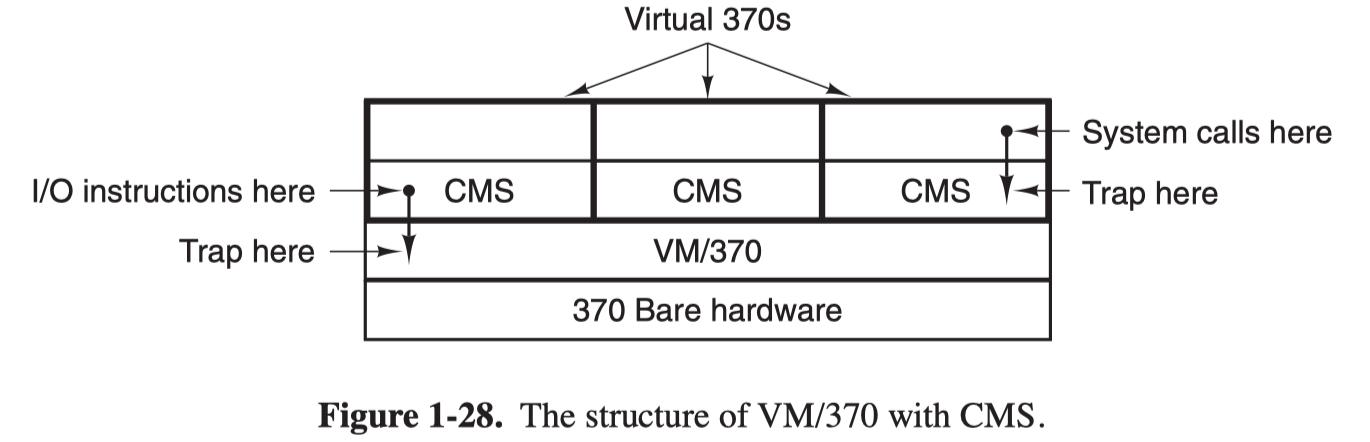 Virtual 370s
System calls here
I/O instructions here
CMS
CMS
CMS
Trap here
Trap here
VM/370
370 Bare hardware
Figure 1-28. The structure of VM/370 with CMS.